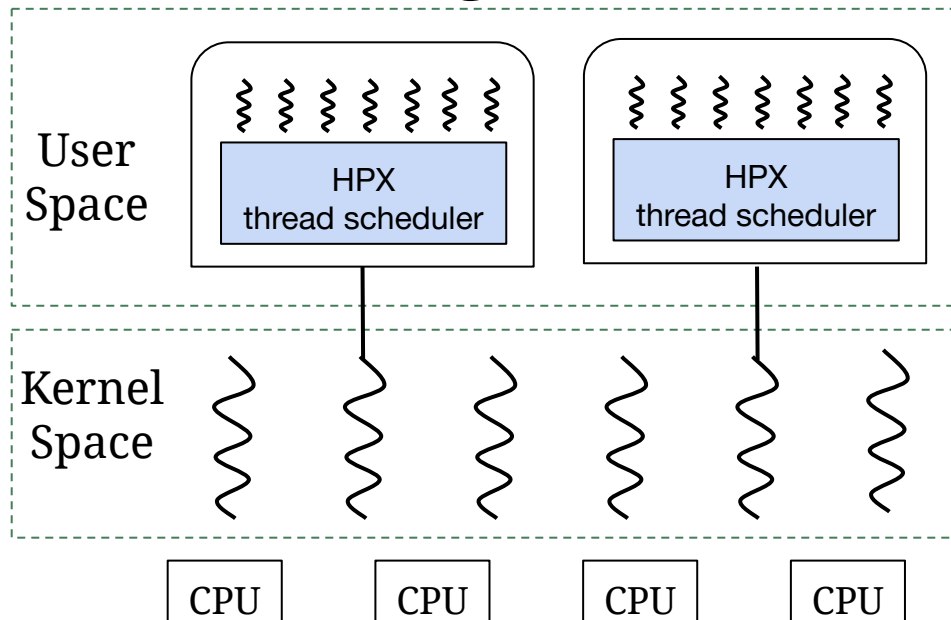 User
Space
HPX
thread scheduler
HPX
thread scheduler
Kernel
Space
CPU
CPU
CPU
CPU